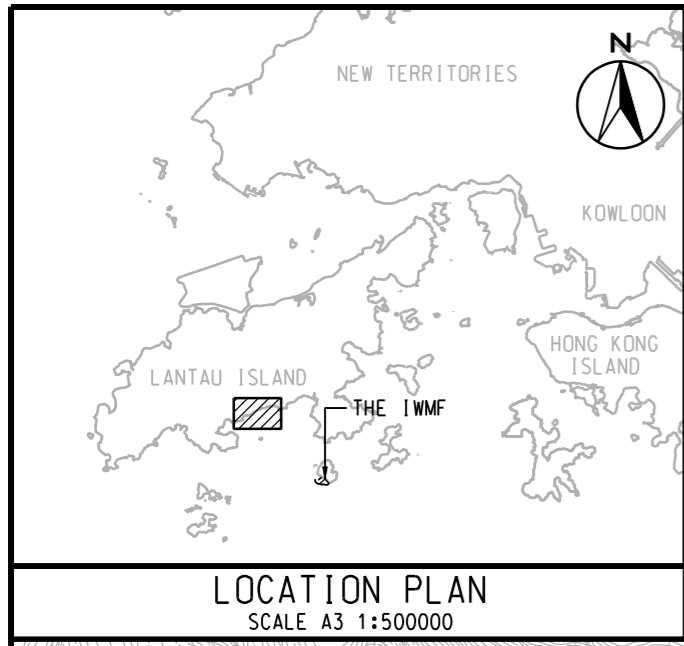 N
NEW TERRITORIES
KOWLOON
HONG KONG
ISLAND
LANTAU ISLAND
THE IWMF
LOCATION PLAN
SCALE A3 1:500000